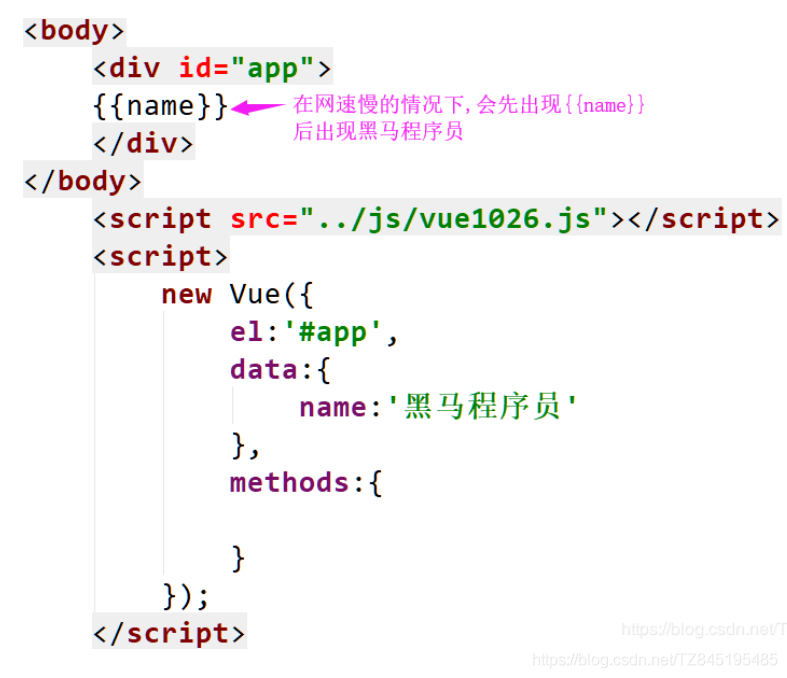 <body>
<div id="app">
{{name}} 在网速慢的情况下,会先出现{{name}}
后出现黑马程序员
</div>
</body>
<script src="../js/vue1026.js"></script>
<script>
new Vue({
el:'#app',
data:{
name:'黑马程序员'
},
methods:{
}
});
</script>
https://blog.csdn.net/T
https://blog.csdn.net/TZ845195485